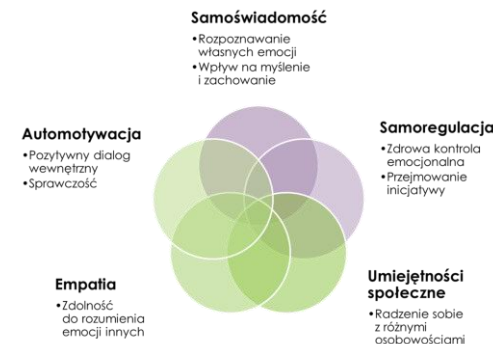 Samoświadomość
•Rozpoznawanie
własnych emocji
•Wpływ na myślenie
i zachowanie
Samoregulacja
•Zdrowa kontrola
emocjonalna
•Przejmowanie
inicjatywy
Umiejętności
społeczne
•Radzenie sobie
z różnymi
osobowościami
Empatia
•Zdolność
do rozumienia
emocji innych
Automotywacja
•Pozytywny dialog
wewnętrzny
•Sprawczość